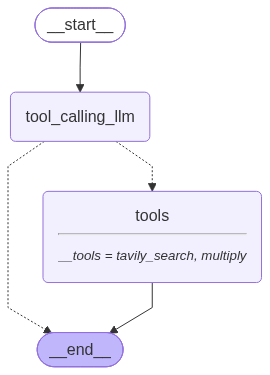 __start__
tool_calling_llm
tools
__tools = tavily_search, multiply
__end__